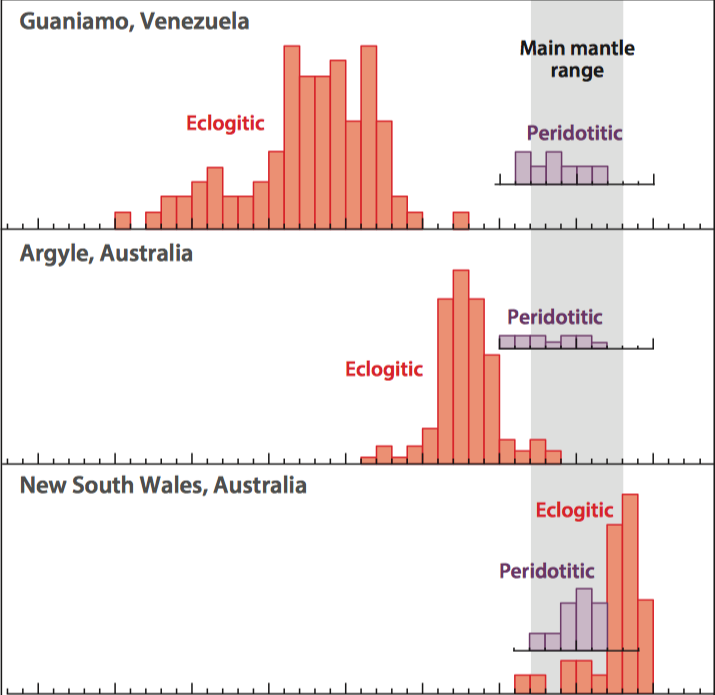 Guaniamo, Venezuela
Main mantle
range
Eclogitic
Peridotitic
Argyle, Australia
Peridotitic
Eclogitic
New South Wales, Australia
Eclogitic
Peridotitic